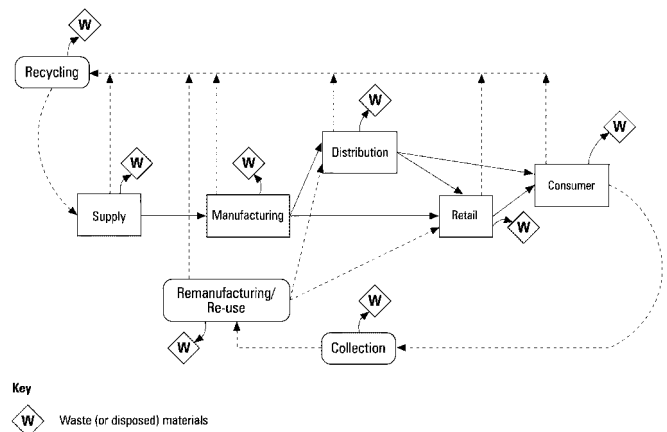 W
Recycling
W
Distribution
W
W
W
Consumer
Supply
Manufacturing
Retail
W
Remanufacturing/
Re-use
W
W
Collection
Key
W Waste (or disposed) materials